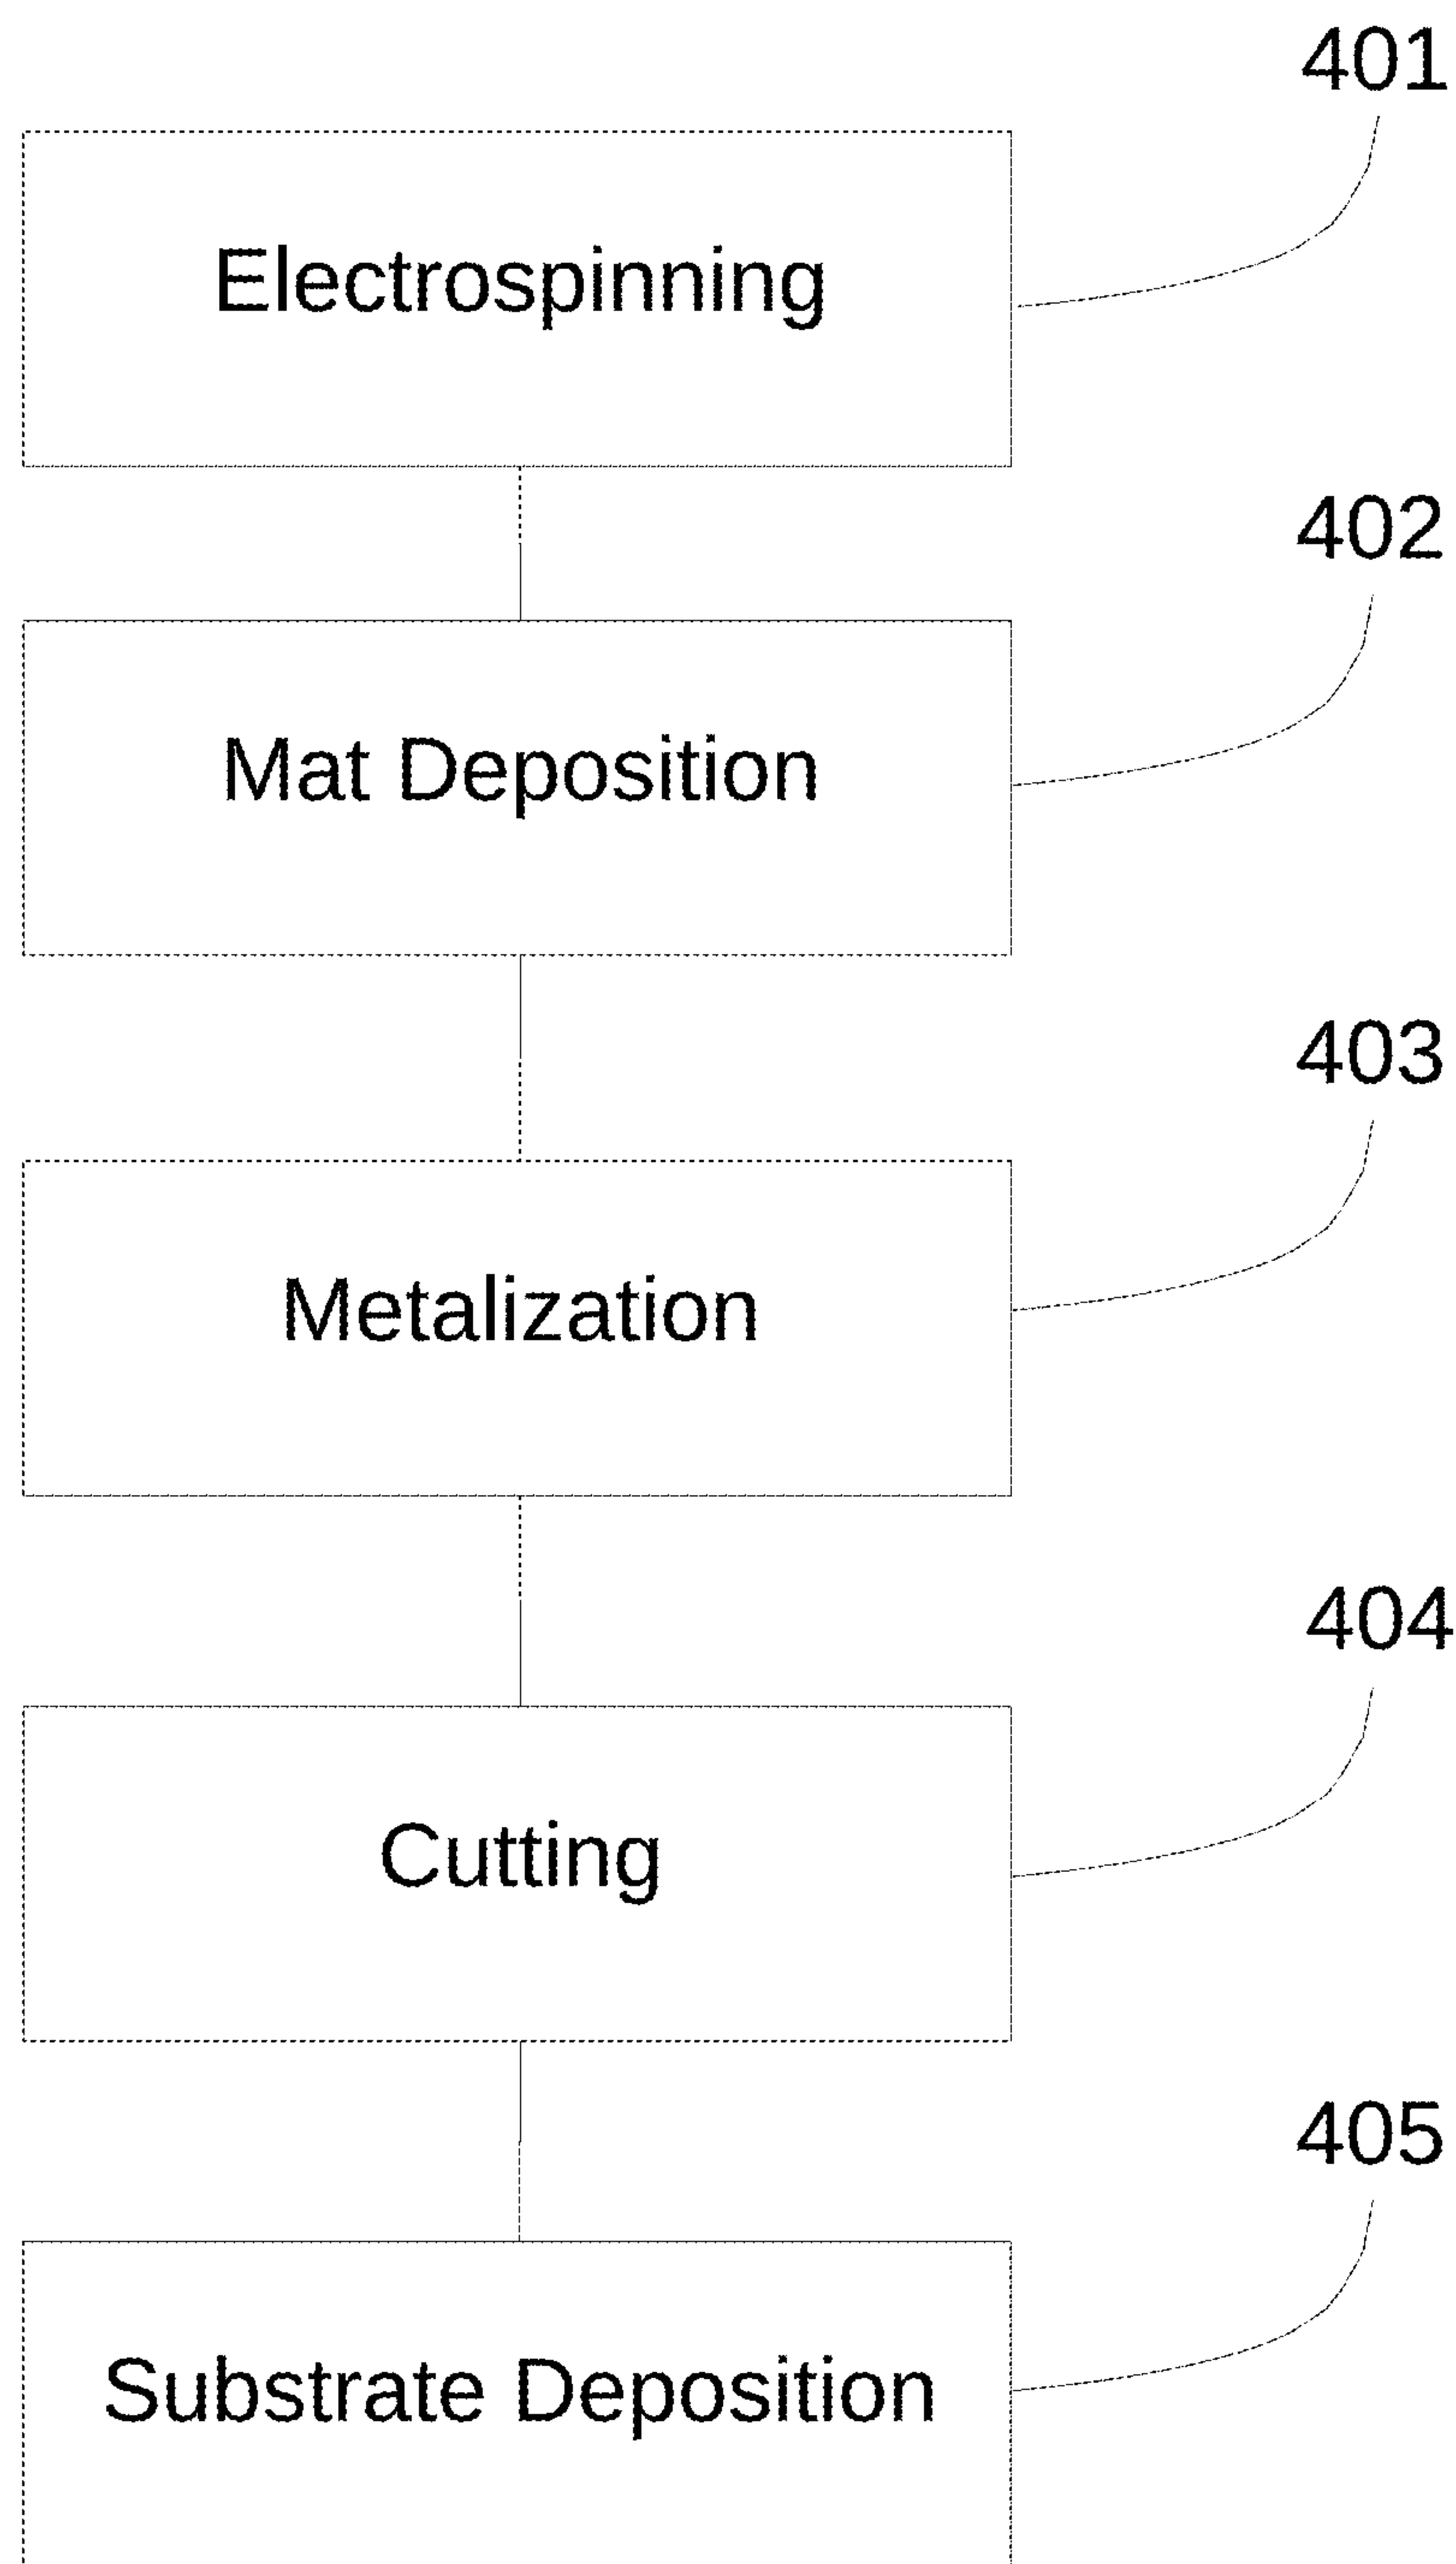 401
Electrospinning
402
Mat Deposition
403
Metalization
404
Cutting
405
Substrate Deposition